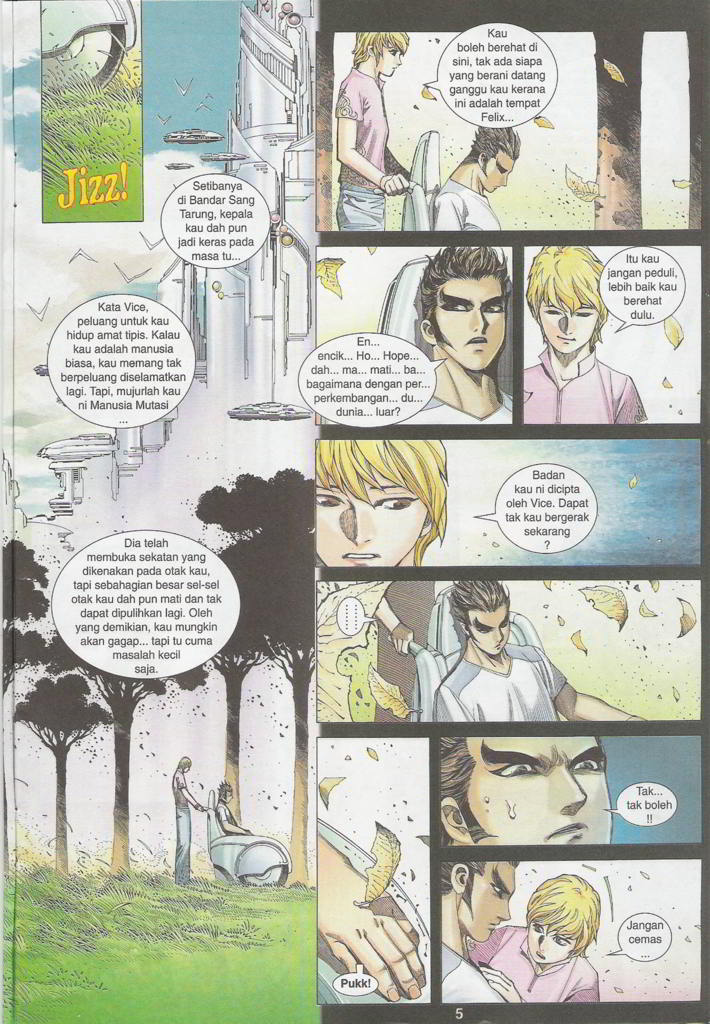 Jizz!
Setibanya
di Bandar Sang
Tarung, kepala
kau dah pun
jadi keras pada
masa tu...
Kata Vice,
peluang untuk kau
hidup amat tipis. Kalau
kau adalah manusia
biasa, kau memang tak
berpeluang diselamatkan
lagi. Tapi, mujurlah kau
ni Manusia Mutasi
...
Dia telah
membuka sekatan yang
dikenakan pada otak kau,
tapi sebahagian besar sel-sel
otak kau dah pun mati dan tak
dapat dipulihkan lagi. Oleh
yang demikian, kau mungkin
akan gagap... tapi tu cuma
masalah kecil
saja.
Kau
boleh berehat di
sini, tak ada siapa
yang berani datang
ganggu kau kerana
ini adalah tempat
Felix...
En...
encik... Ho... Hope...
dah... ma... mati... ba...
bagaimana dengan per...
perkembangan... du...
dunia... luar?
Itu kau
jangan peduli,
lebih baik kau
berehat
dulu.
Badan
kau ni dicipta
oleh Vice. Dapat
tak kau bergerak
sekarang
?
......
Tak...
tak boleh
!!
Pukk!
Jangan
cemas
...
5